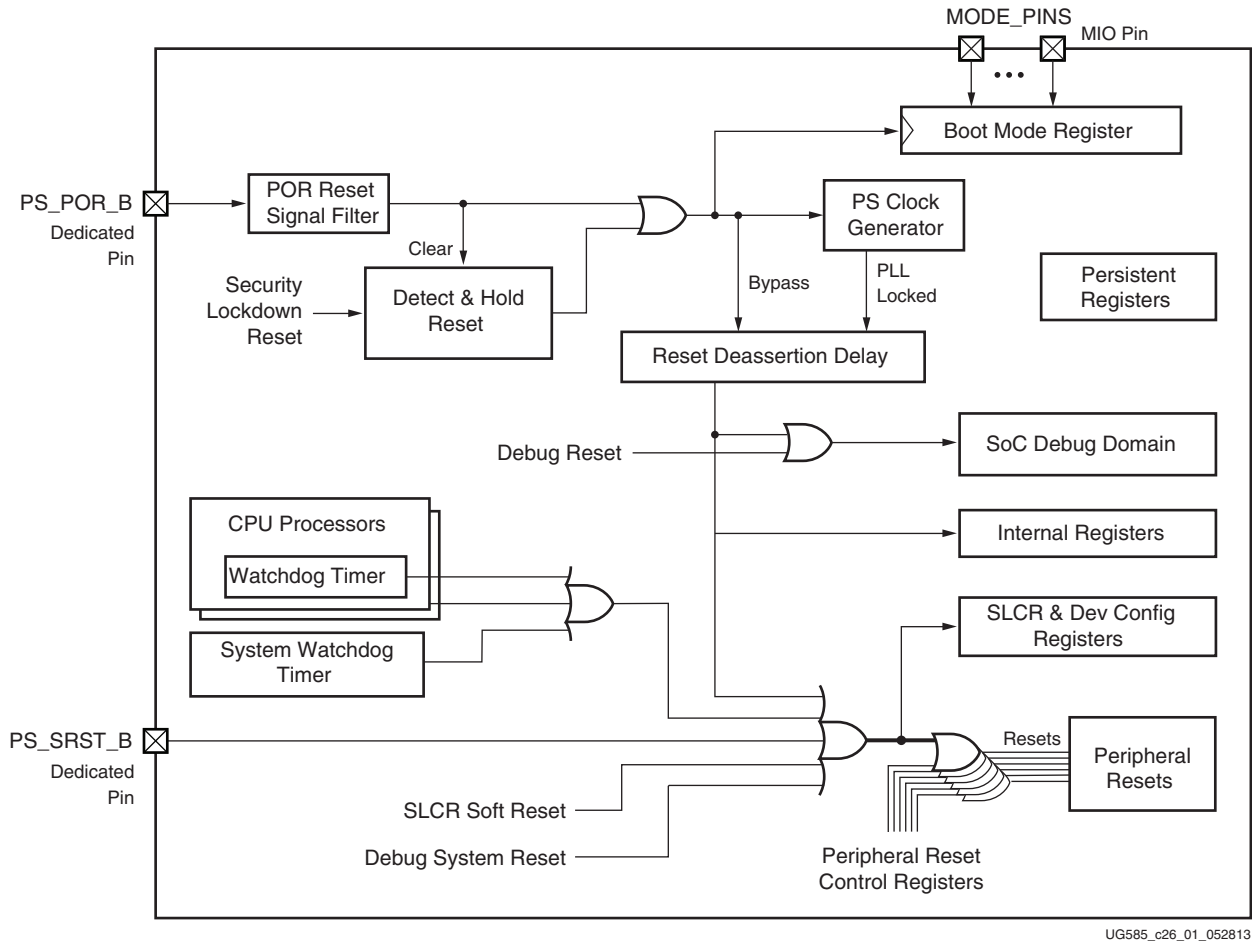 MODE_PINS
MIO Pin
Boot Mode Register
PS_POR_B
Dedicated
Pin
POR Reset
Signal Filter
PS Clock
Generator
Clear
Security
Lockdown
Reset
Detect & Hold
Reset
Bypass
PLL
Locked
Persistent
Registers
Reset Deassertion Delay
Debug Reset
SoC Debug Domain
CPU Processors
Watchdog Timer
Internal Registers
System Watchdog
Timer
SLCR & Dev Config
Registers
PS_SRST_B
Dedicated
Pin
Resets
Peripheral
Resets
SLCR Soft Reset
Debug System Reset
Peripheral Reset
Control Registers
UG585_c26_01_052813